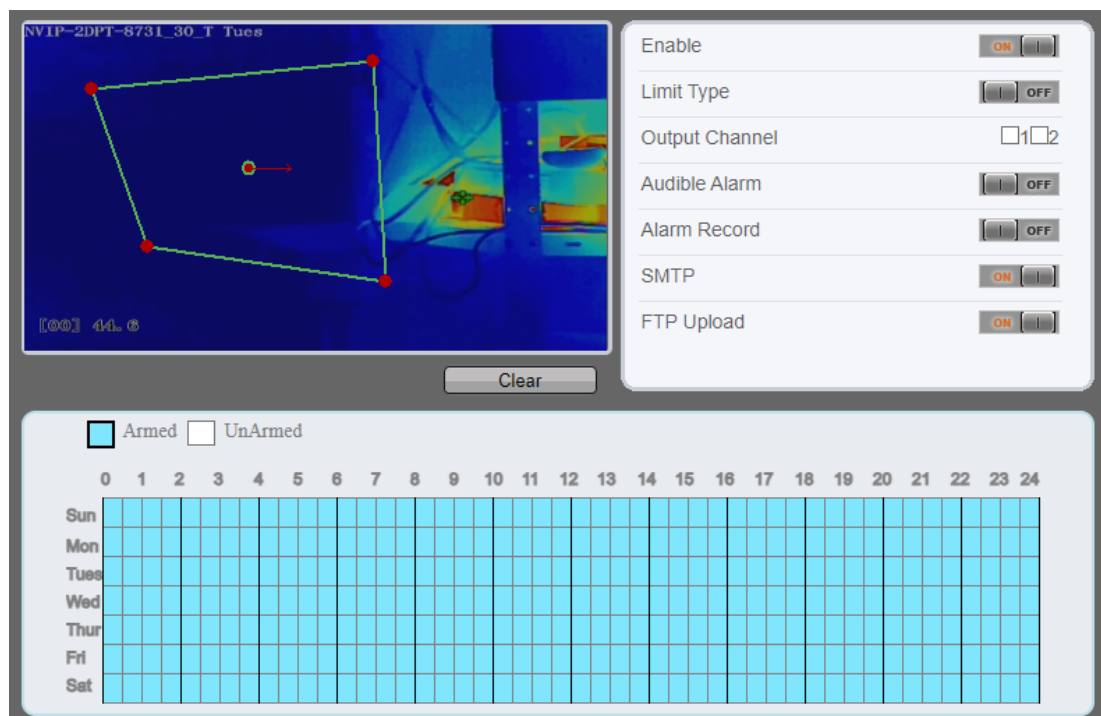 NVIP-2DPT-8731_30_T Tues
[00] 44.6
Clear
Enable ON
Limit Type OFF
Output Channel 1 2
Audible Alarm OFF
Alarm Record OFF
SMTP ON
FTP Upload ON
Armed UnArmed
0 1 2 3 4 5 6 7 8 9 10 11 12 13 14 15 16 17 18 19 20 21 22 23 24
Sun
Mon
Tues
Wed
Thur
Fri
Sat